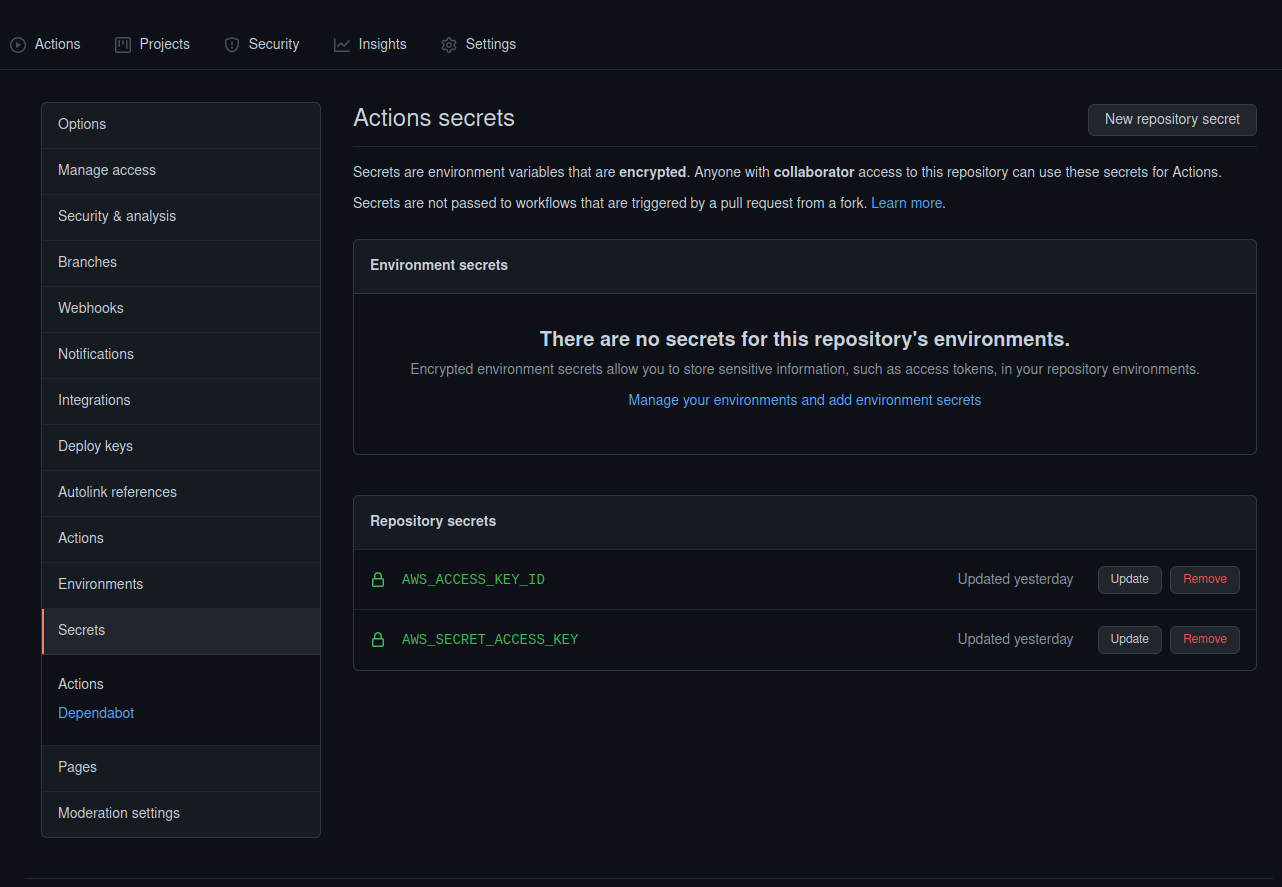 Actions
Projects
Security
Insights
Settings
Options
Manage access
Security & analysis
Branches
Webhooks
Notifications
Integrations
Deploy keys
Autolink references
Actions
Environments
Secrets
Actions
Dependabot
Pages
Moderation settings
Actions secrets
New repository secret
Secrets are environment variables that are encrypted. Anyone with collaborator access to this repository can use these secrets for Actions.
Secrets are not passed to workflows that are triggered by a pull request from a fork. Learn more.
Environment secrets
There are no secrets for this repository's environments.
Encrypted environment secrets allow you to store sensitive information, such as access tokens, in your repository environments.
Manage your environments and add environment secrets
Repository secrets
AWS_ACCESS_KEY_ID
Updated yesterday
Update
Remove
AWS_SECRET_ACCESS_KEY
Updated yesterday
Update
Remove